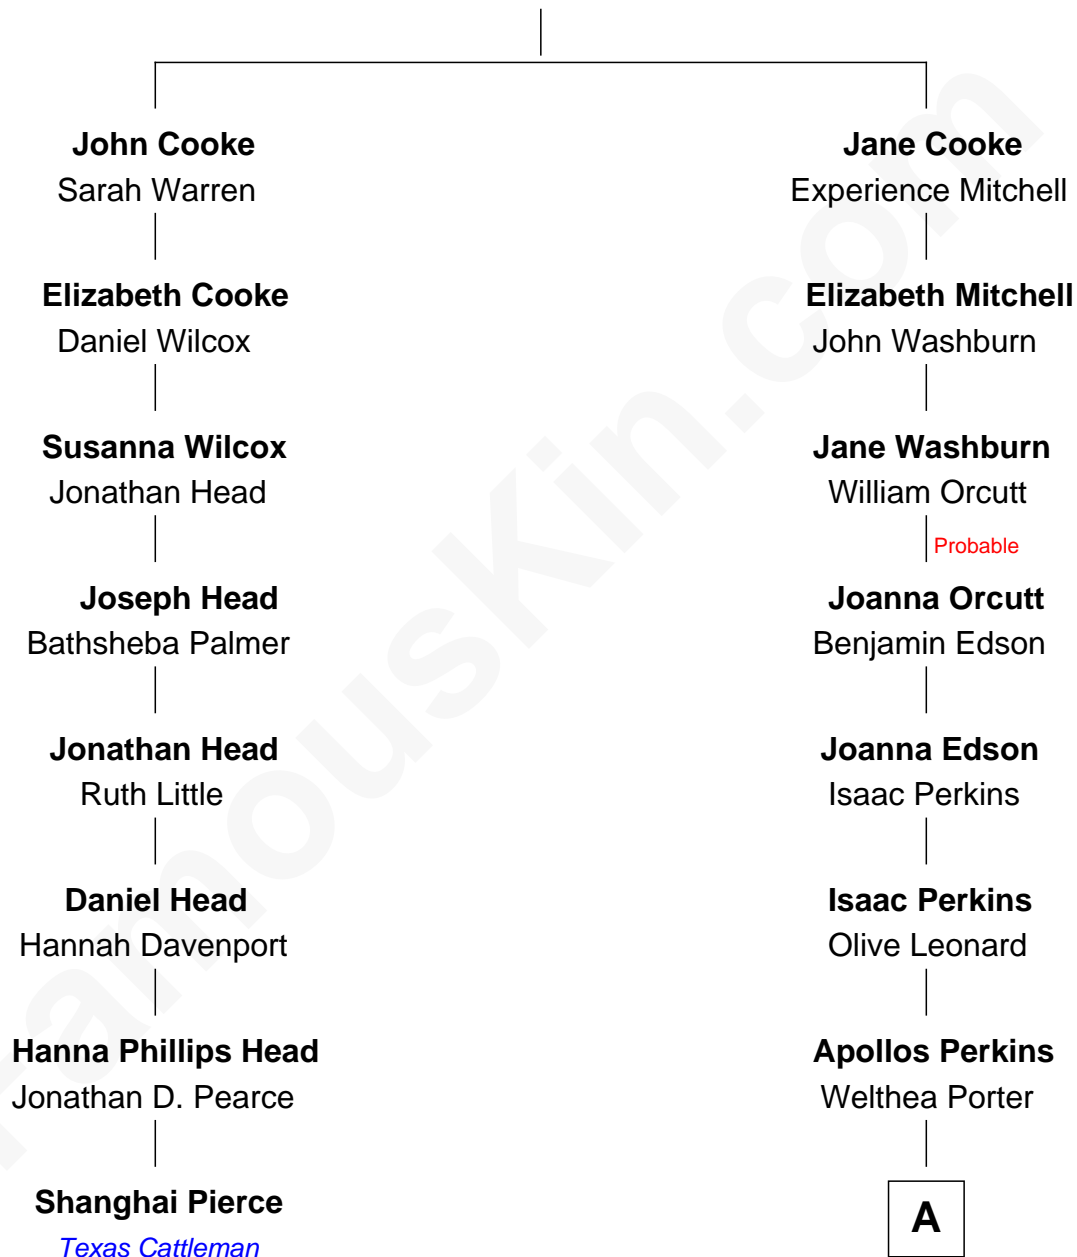 John Cooke
Sarah Warren
Elizabeth Cooke
Daniel Wilcox
Susanna Wilcox
Jonathan Head
Joseph Head
Bathsheba Palmer
Jonathan Head
Ruth Little
Daniel Head
Hannah Davenport
Hanna Phillips Head
Jonathan D. Pearce
Shanghai Pierce
Texas Cattleman
Jane Cooke
Experience Mitchell
Elizabeth Mitchell
John Washburn
Jane Washburn
William Orcutt
Probable
Joanna Orcutt
Benjamin Edson
Joanna Edson
Isaac Perkins
Isaac Perkins
Olive Leonard
Apollos Perkins
Welthea Porter
A
FamousKin.com